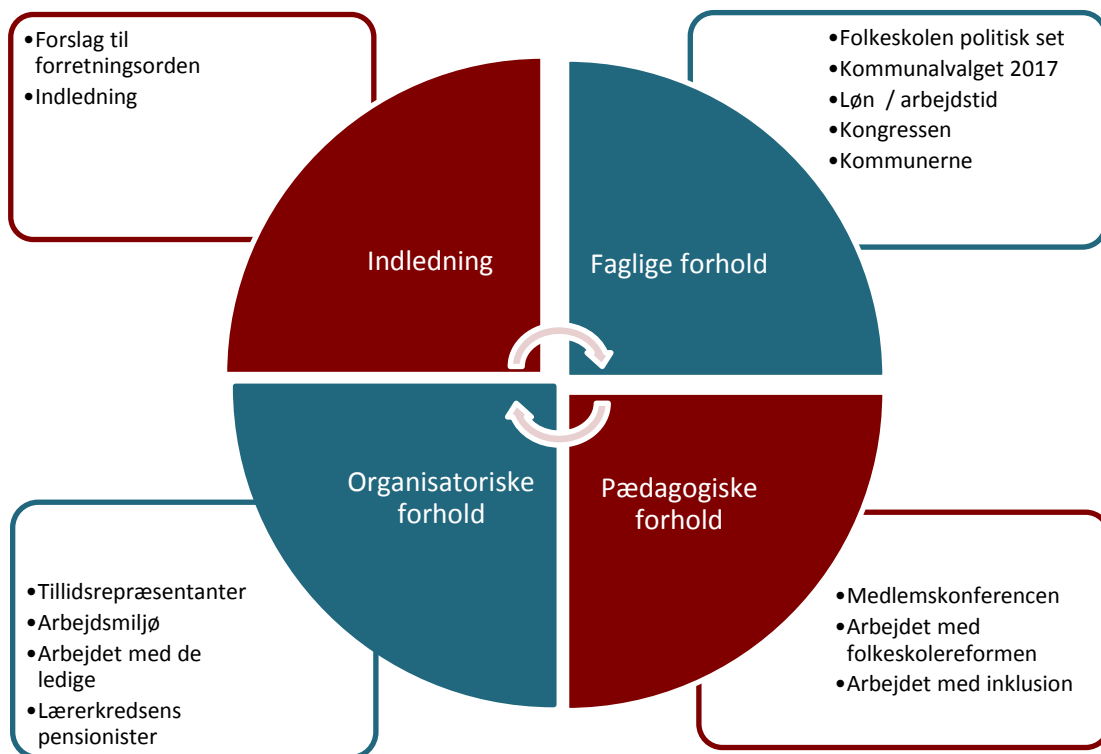 •Forslag til
forretningsorden
•Indledning
•Folkeskolen politisk set
•Kommunalvalget 2017
•Løn / arbejdstid
•Kongressen
•Kommunerne
Indledning
Faglige forhold
Organisatoriske
forhold
Pædagogiske
forhold
•Tillidsrepræsentanter
•Arbejdsmiljø
•Arbejdet med de
ledige
•Lærerkredsens
pensionister
•Medlemskonferencen
•Arbejdet med
folkeskolereformen
•Arbejdet med inklusion